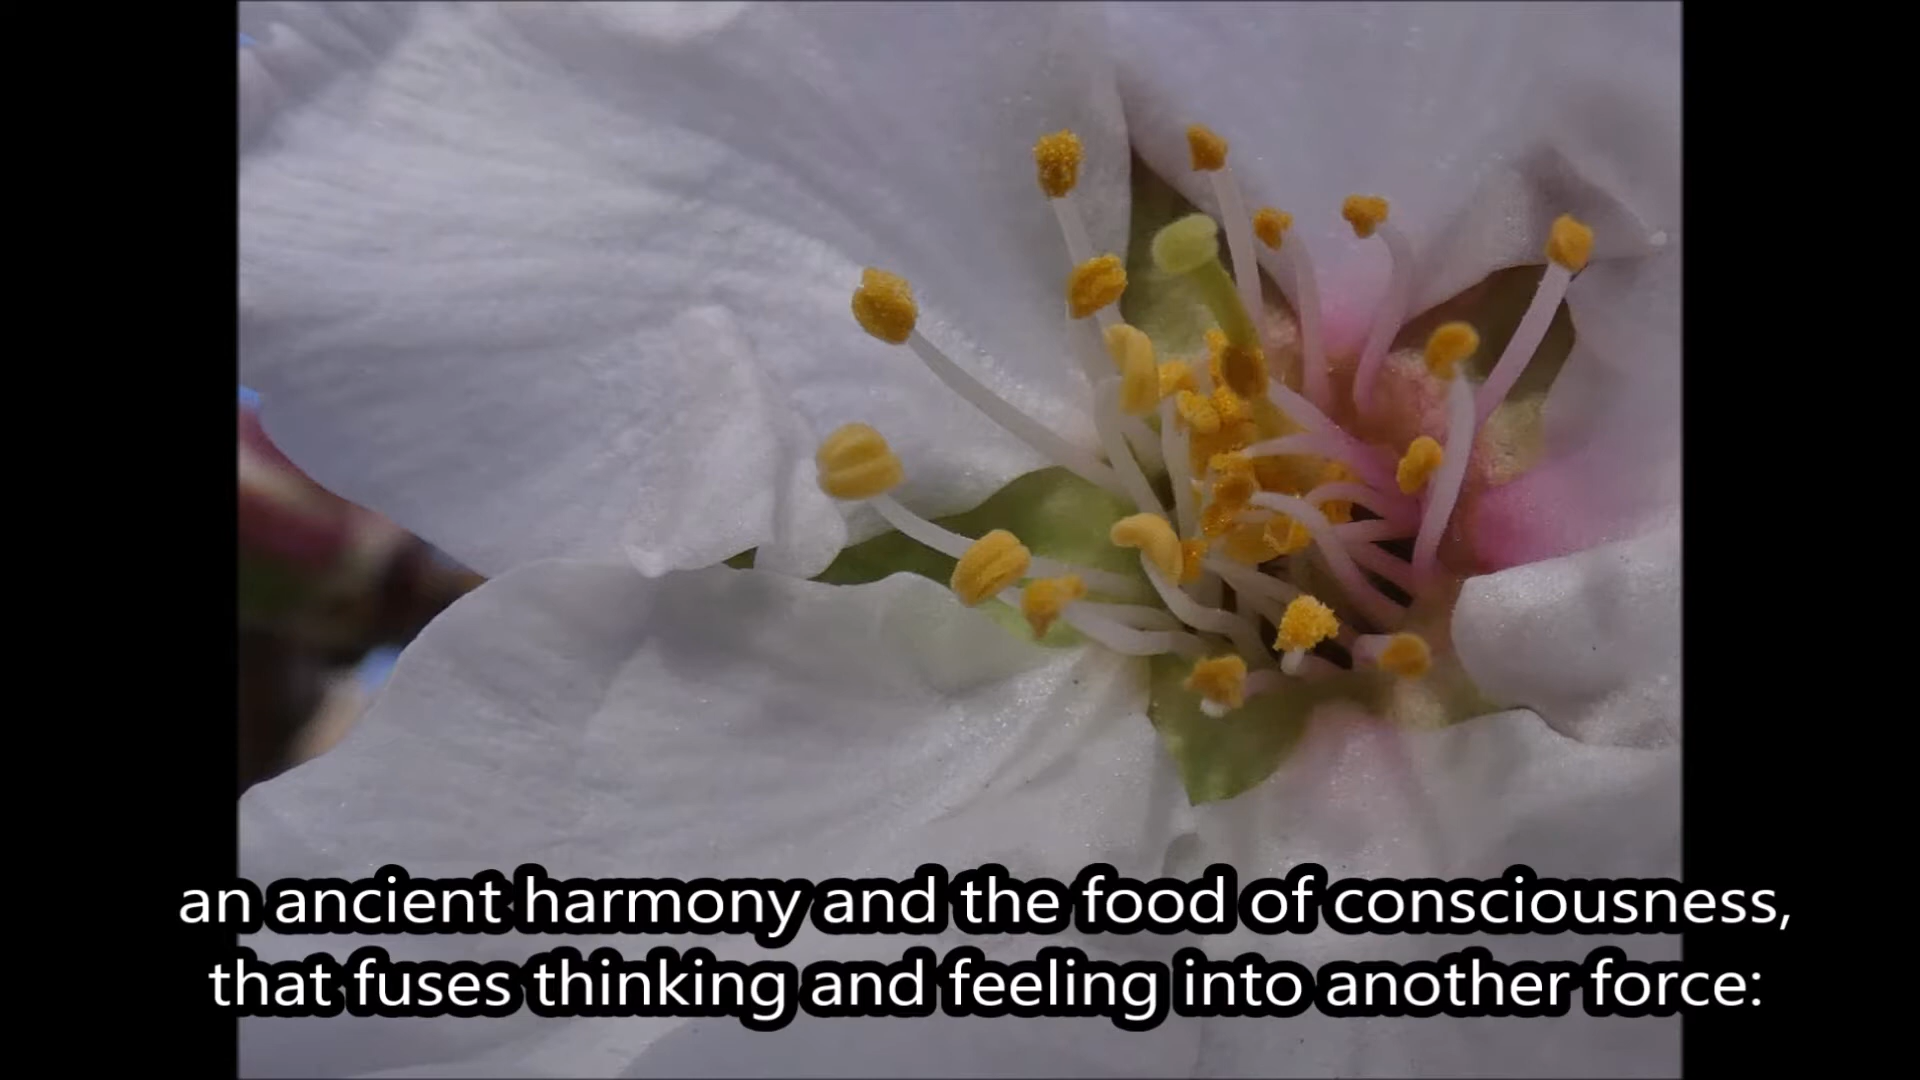 an ancient harmony and the food of consciousness,
that fuses thinking and feeling into another force: